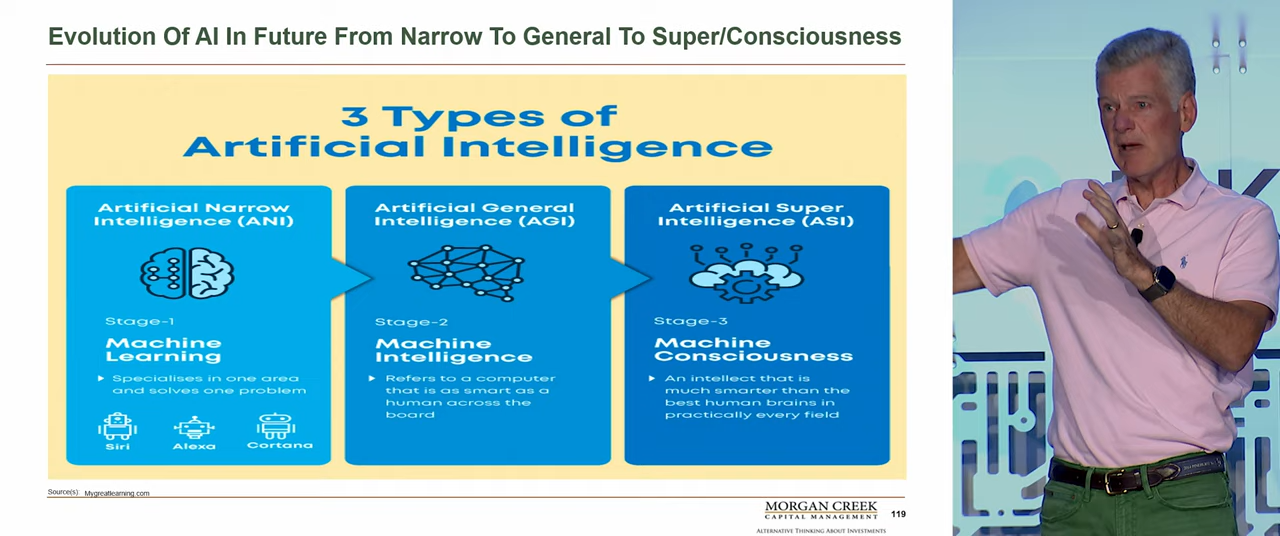 Evolution Of AI In Future From Narrow To General To Super/Consciousness
3 Types of
Artificial Intelligence
Artificial Narrow
Intelligence (ANI)
Stage-1
Machine
Learning
Specialises in one area
and solves one problem
Siri
Alexa
Cortana
Artificial General
Intelligence (AGI)
Stage-2
Machine
Intelligence
Refers to a computer
that is as smart as a
human across the
board
Artificial Super
Intelligence (ASI)
Stage-3
Machine
Consciousness
An intellect that is
much smarter than the
best human brains in
practically every field
Source(s): Mygreatlearning.com
MORGAN CREEK
CAPITAL MANAGEMENT
ALTERNATIVE THINKING ABOUT INVESTMENTS
119